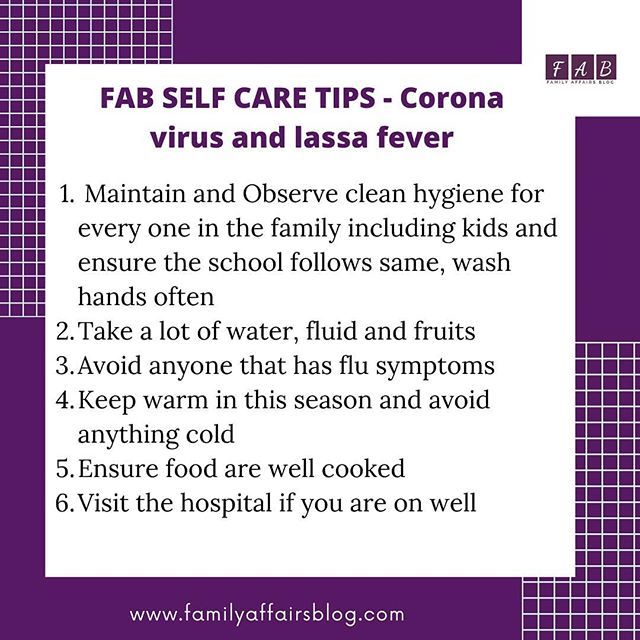 F A B
FAMILY AFFAIRS BLOG
FAB SELF CARE TIPS - Corona
virus and lassa fever
1. Maintain and Observe clean hygiene for
every one in the family including kids and
ensure the school follows same, wash
hands often
2. Take a lot of water, fluid and fruits
3. Avoid anyone that has flu symptoms
4. Keep warm in this season and avoid
anything cold
5. Ensure food are well cooked
6. Visit the hospital if you are on well
www.familyaffairsblog.com